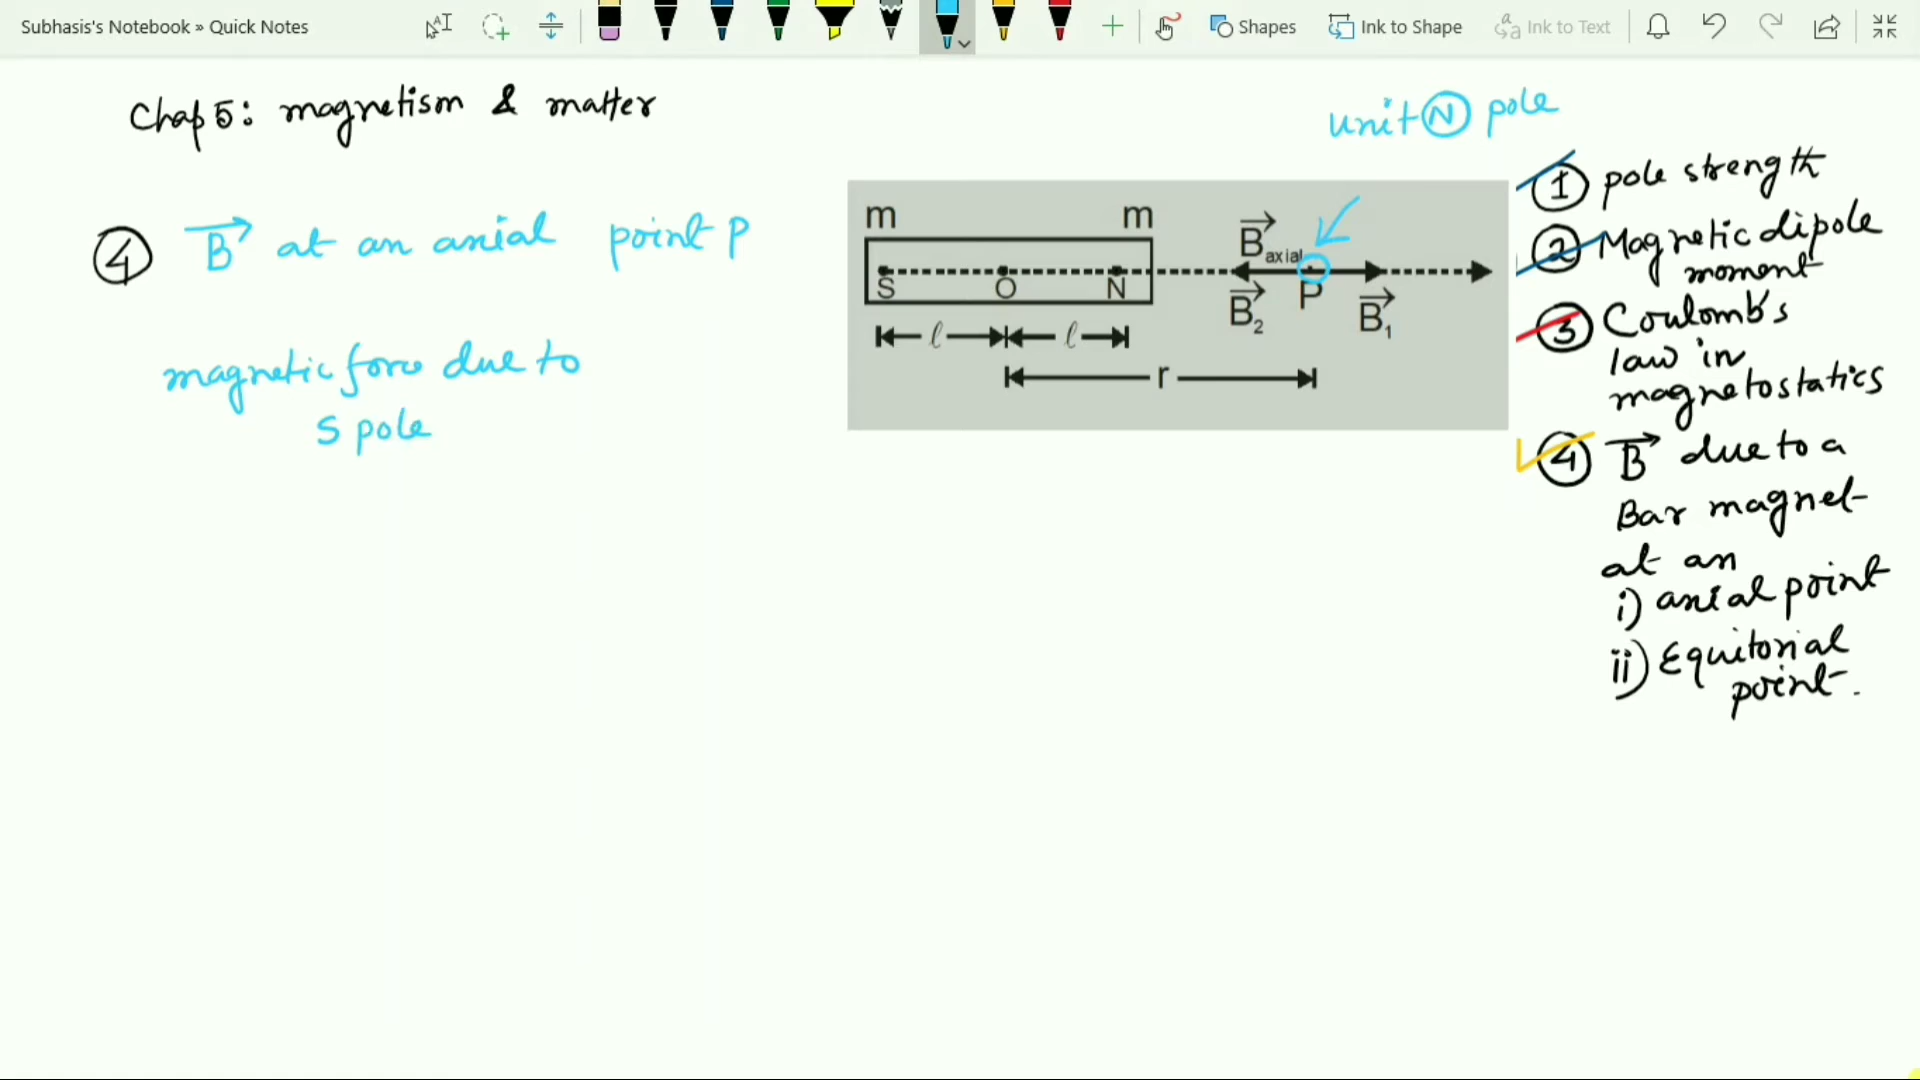 Subhasis's Notebook » Quick Notes
Shapes
Ink to Shape
Ink to Text
Chap 5: magnetism & matter
unit N pole
④ B at an axial point P
magnetic force due to
S pole
m m
B axial
S O N
B2 P B1
ℓ ℓ
r
① pole strength
② Magnetic dipole
moment
③ Coulomb's
law in
magnetostatics
④ B due to a
Bar magnet
at an
i) axial point
ii) Equitorial
point.